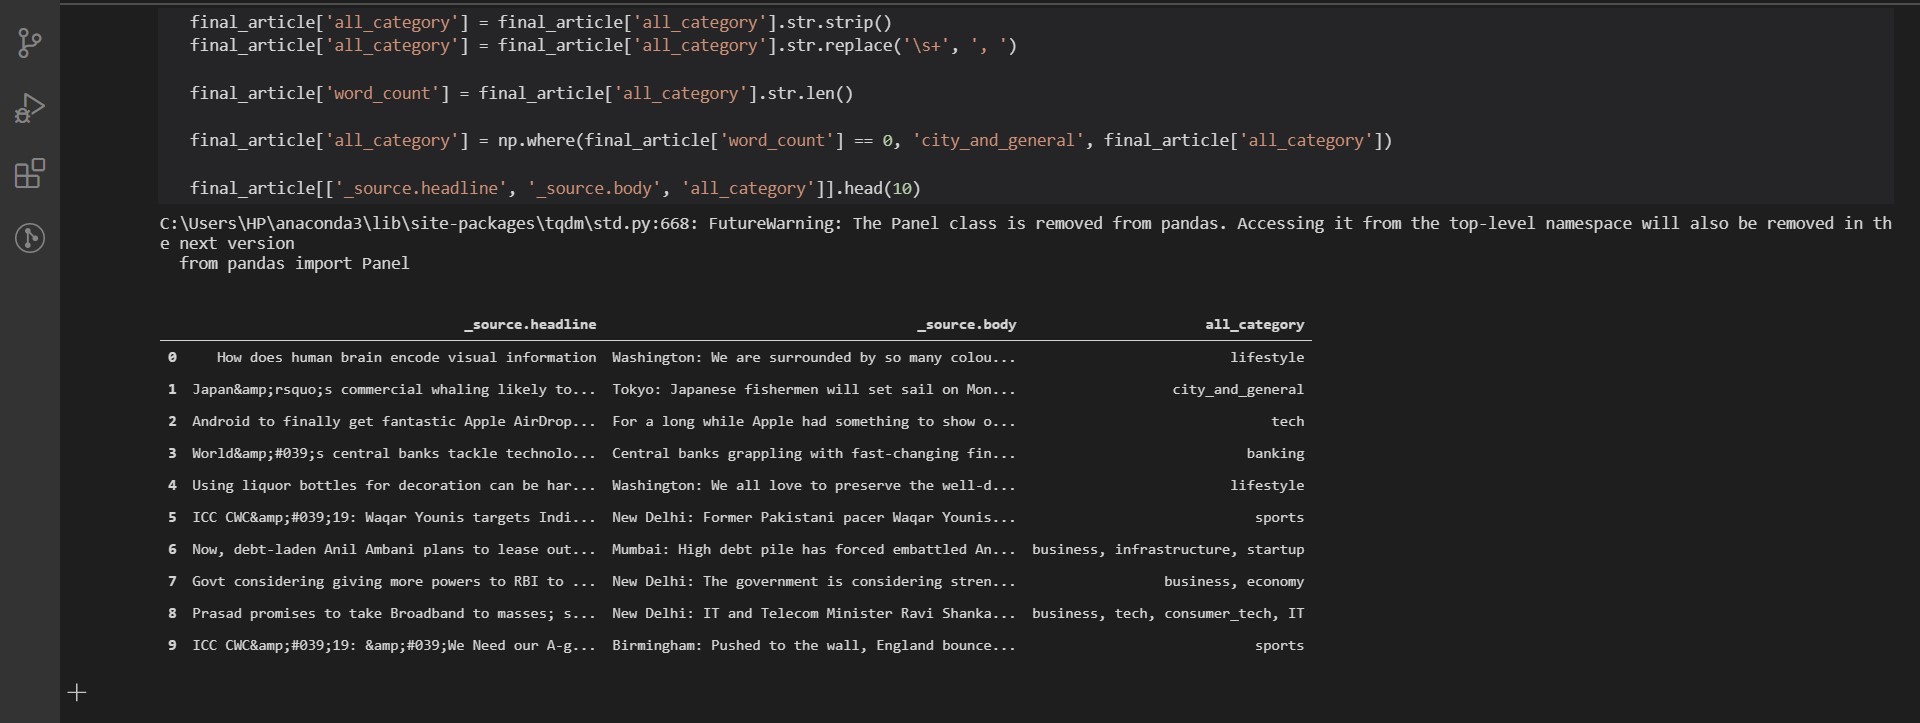 final_article['all_category'] = final_article['all_category'].str.strip()
final_article['all_category'] = final_article['all_category'].str.replace('\s+', ', ')
final_article['word_count'] = final_article['all_category'].str.len()
final_article['all_category'] = np.where(final_article['word_count'] == 0, 'city_and_general', final_article['all_category'])
final_article[['_source.headline', '_source.body', 'all_category']].head(10)
C:\Users\HP\anaconda3\lib\site-packages\tqdm\std.py:668: FutureWarning: The Panel class is removed from pandas. Accessing it from the top-level namespace will also be removed in th
e next version
from pandas import Panel
_source.headline _source.body all_category
0 How does human brain encode visual information Washington: We are surrounded by so many colou... lifestyle
1 Japan&amp;rsquo;s commercial whaling likely to... Tokyo: Japanese fishermen will set sail on Mon... city_and_general
2 Android to finally get fantastic Apple AirDrop... For a long while Apple had something to show o... tech
3 World&amp;#039;s central banks tackle technolo... Central banks grappling with fast-changing fin... banking
4 Using liquor bottles for decoration can be har... Washington: We all love to preserve the well-d... lifestyle
5 ICC CWC&amp;#039;19: Waqar Younis targets Indi... New Delhi: Former Pakistani pacer Waqar Younis... sports
6 Now, debt-laden Anil Ambani plans to lease out... Mumbai: High debt pile has forced embattled An... business, infrastructure, startup
7 Govt considering giving more powers to RBI to ... New Delhi: The government is considering stren... business, economy
8 Prasad promises to take Broadband to masses; s... New Delhi: IT and Telecom Minister Ravi Shanka... business, tech, consumer_tech, IT
9 ICC CWC&amp;#039;19: &amp;#039;We Need our A-g... Birmingham: Pushed to the wall, England bounce... sports